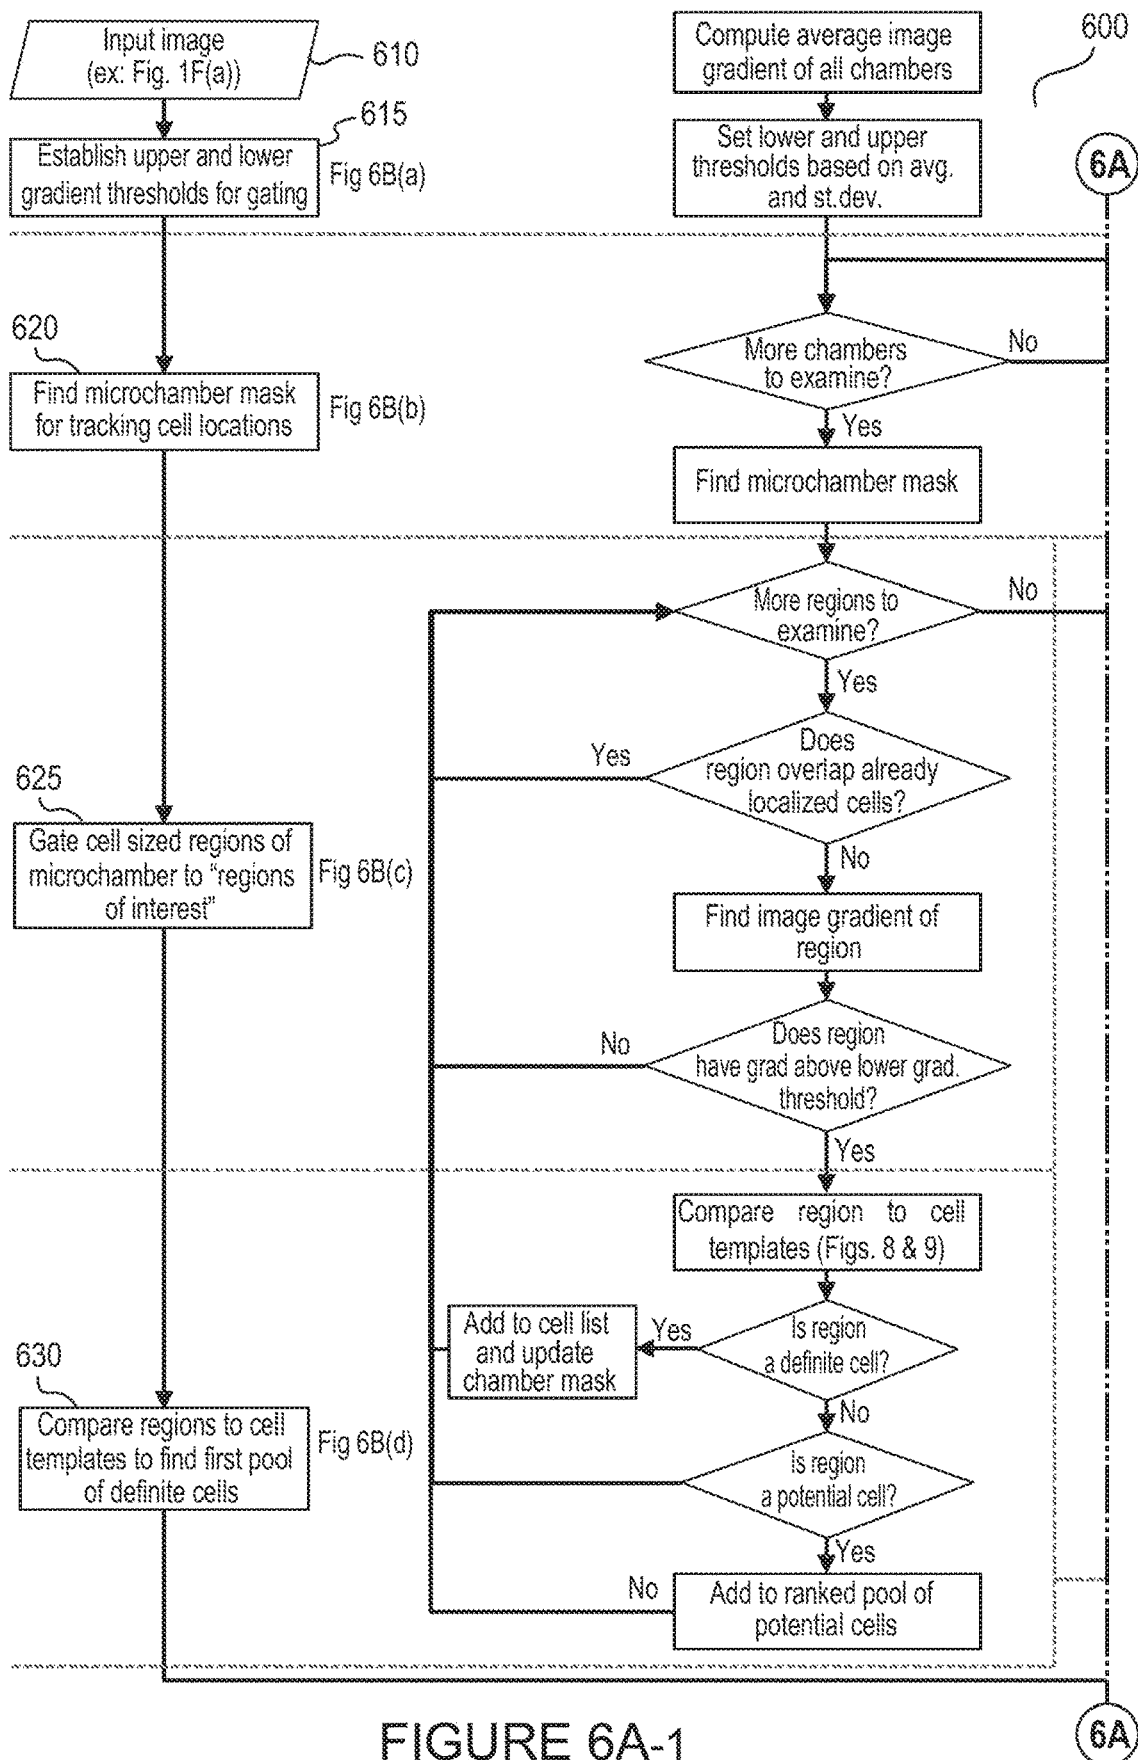 Input image
(ex: Fig. 1F(a))
610
615
Establish upper and lower
gradient thresholds for gating
Fig 6B(a)
Compute average image
gradient of all chambers
Set lower and upper
thresholds based on avg.
and st.dev.
600
6A
620
Find microchamber mask
for tracking cell locations
Fig 6B(b)
More chambers
to examine?
No
Yes
Find microchamber mask
More regions to
examine?
No
Yes
Does
region overlap already
localized cells?
Yes
No
625
Gate cell sized regions of
microchamber to “regions
of interest”
Fig 6B(c)
Find image gradient of
region
Does region
have grad above lower grad.
threshold?
No
Yes
Compare region to cell
templates (Figs. 8 & 9)
Is region
a definite cell?
Yes
Add to cell list
and update
chamber mask
No
630
Compare regions to cell
templates to find first pool
of definite cells
Fig 6B(d)
is region
a potential cell?
Yes
No
Add to ranked pool of
potential cells
6A
FIGURE 6A-1